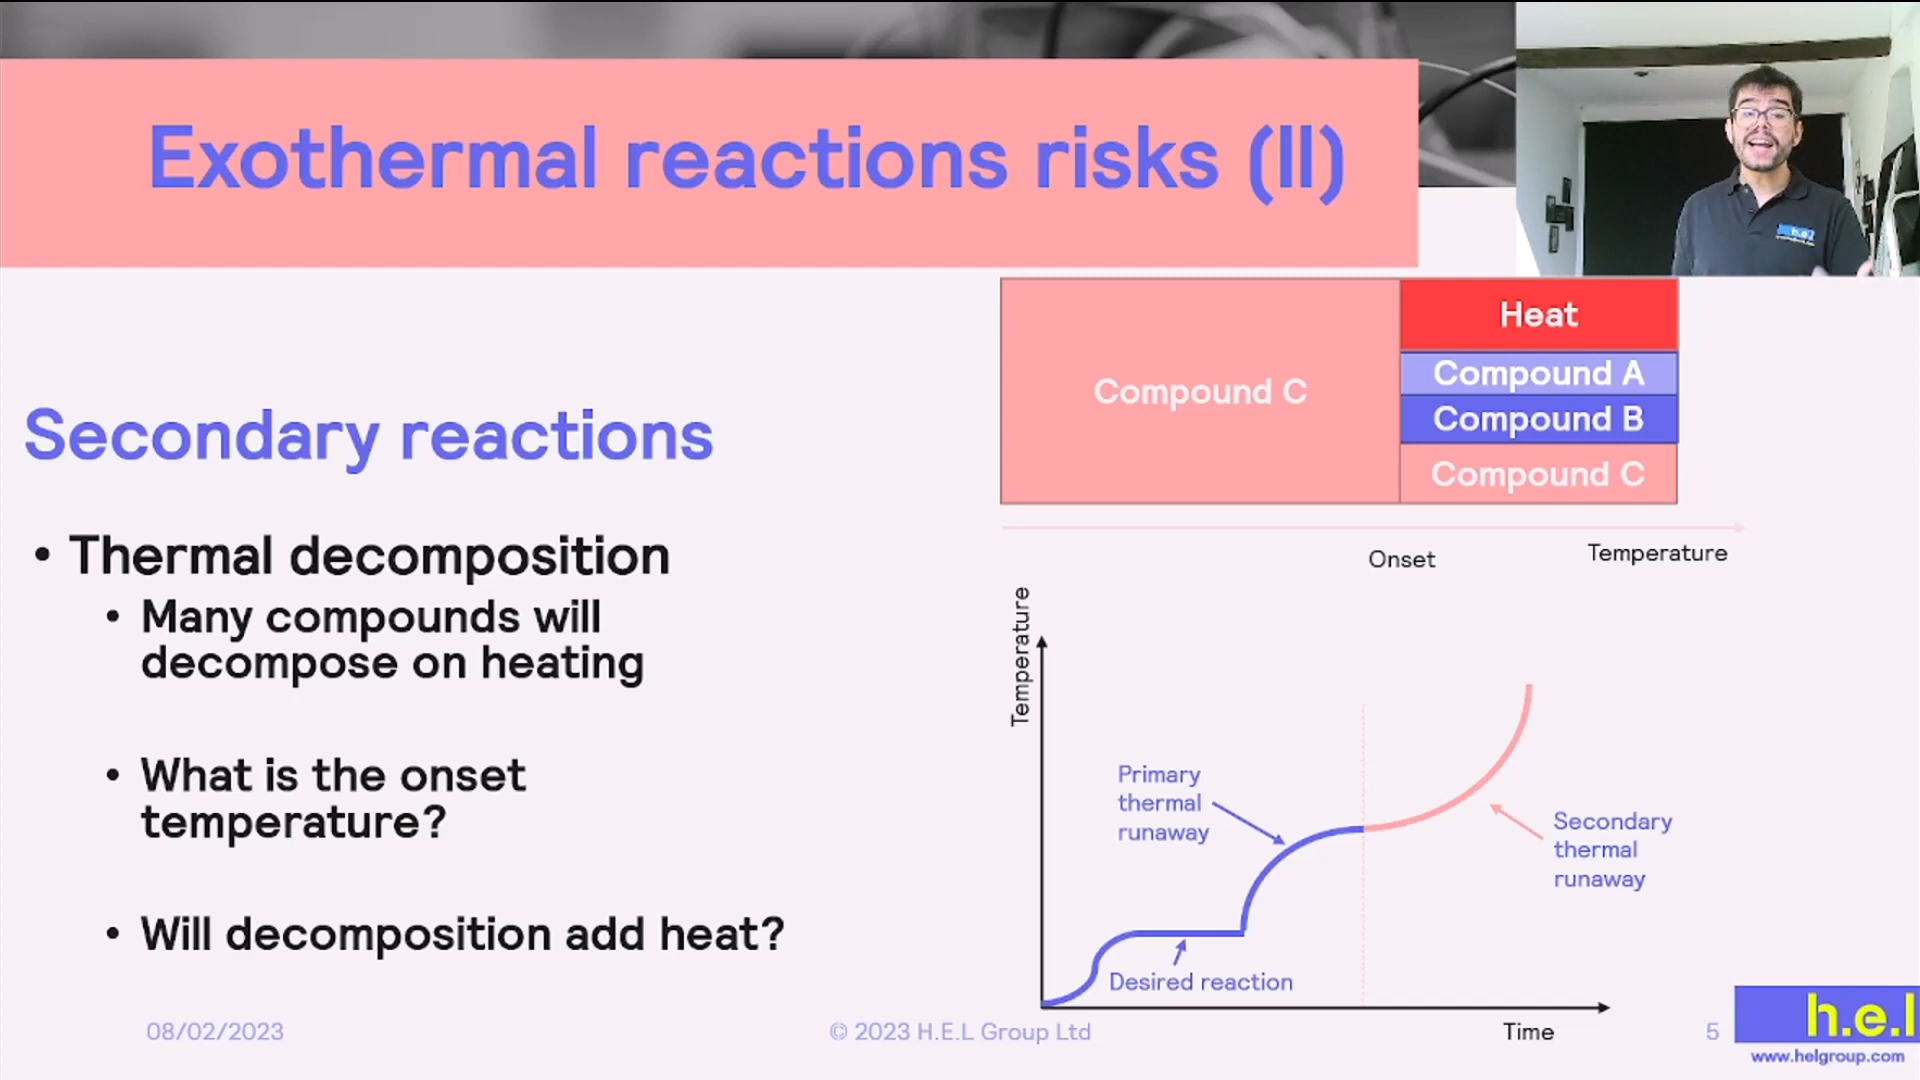 Exothermal reactions risks (II)
h.e.l
Heat
Compound C
Compound A
Compound B
Compound C
Onset
Temperature
Secondary reactions
• Thermal decomposition
• Many compounds will
decompose on heating
• What is the onset
temperature?
• Will decomposition add heat?
Temperature
Primary
thermal
runaway
Secondary
thermal
runaway
Desired reaction
Time
08/02/2023
© 2023 H.E.L Group Ltd
5
h.e.l
www.helgroup.com